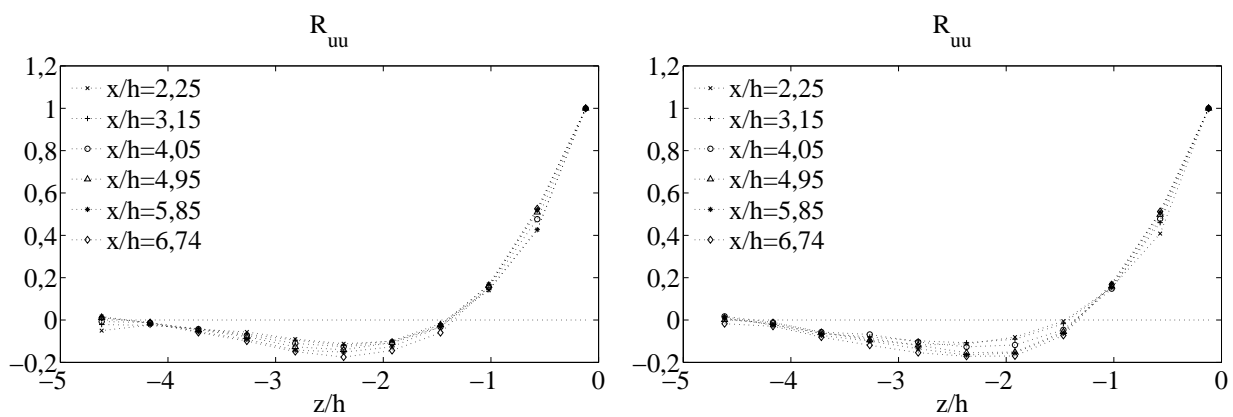 R_uu
1,2
1
0,8
0,6
0,4
0,2
0
−0,2
x/h=2,25
x/h=3,15
x/h=4,05
x/h=4,95
x/h=5,85
x/h=6,74
−5 −4 −3 −2 −1 0
z/h
R_uu
1,2
1
0,8
0,6
0,4
0,2
0
−0,2
x/h=2,25
x/h=3,15
x/h=4,05
x/h=4,95
x/h=5,85
x/h=6,74
−5 −4 −3 −2 −1 0
z/h